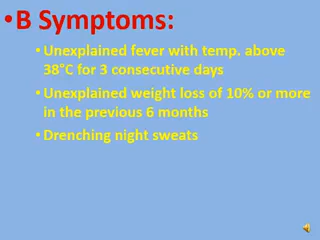 •B Symptoms:
•Unexplained fever with temp. above
38°C for 3 consecutive days
•Unexplained weight loss of 10% or more
in the previous 6 months
•Drenching night sweats